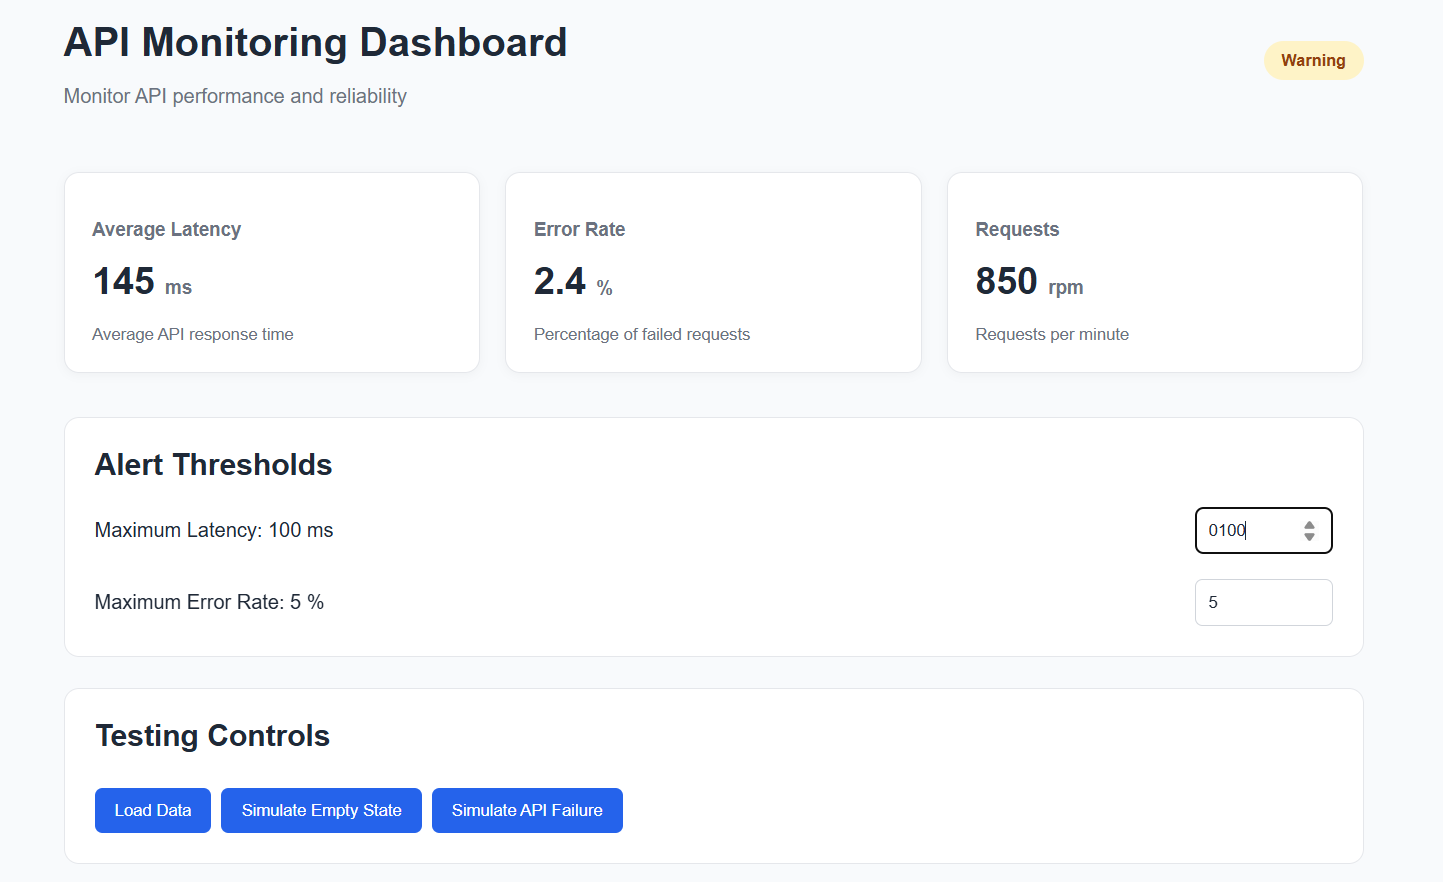 API Monitoring Dashboard
Warning
Monitor API performance and reliability
Average Latency
145 ms
Average API response time
Error Rate
2.4 %
Percentage of failed requests
Requests
850 rpm
Requests per minute
Alert Thresholds
Maximum Latency: 100 ms
0100
Maximum Error Rate: 5 %
5
Testing Controls
Load Data
Simulate Empty State
Simulate API Failure